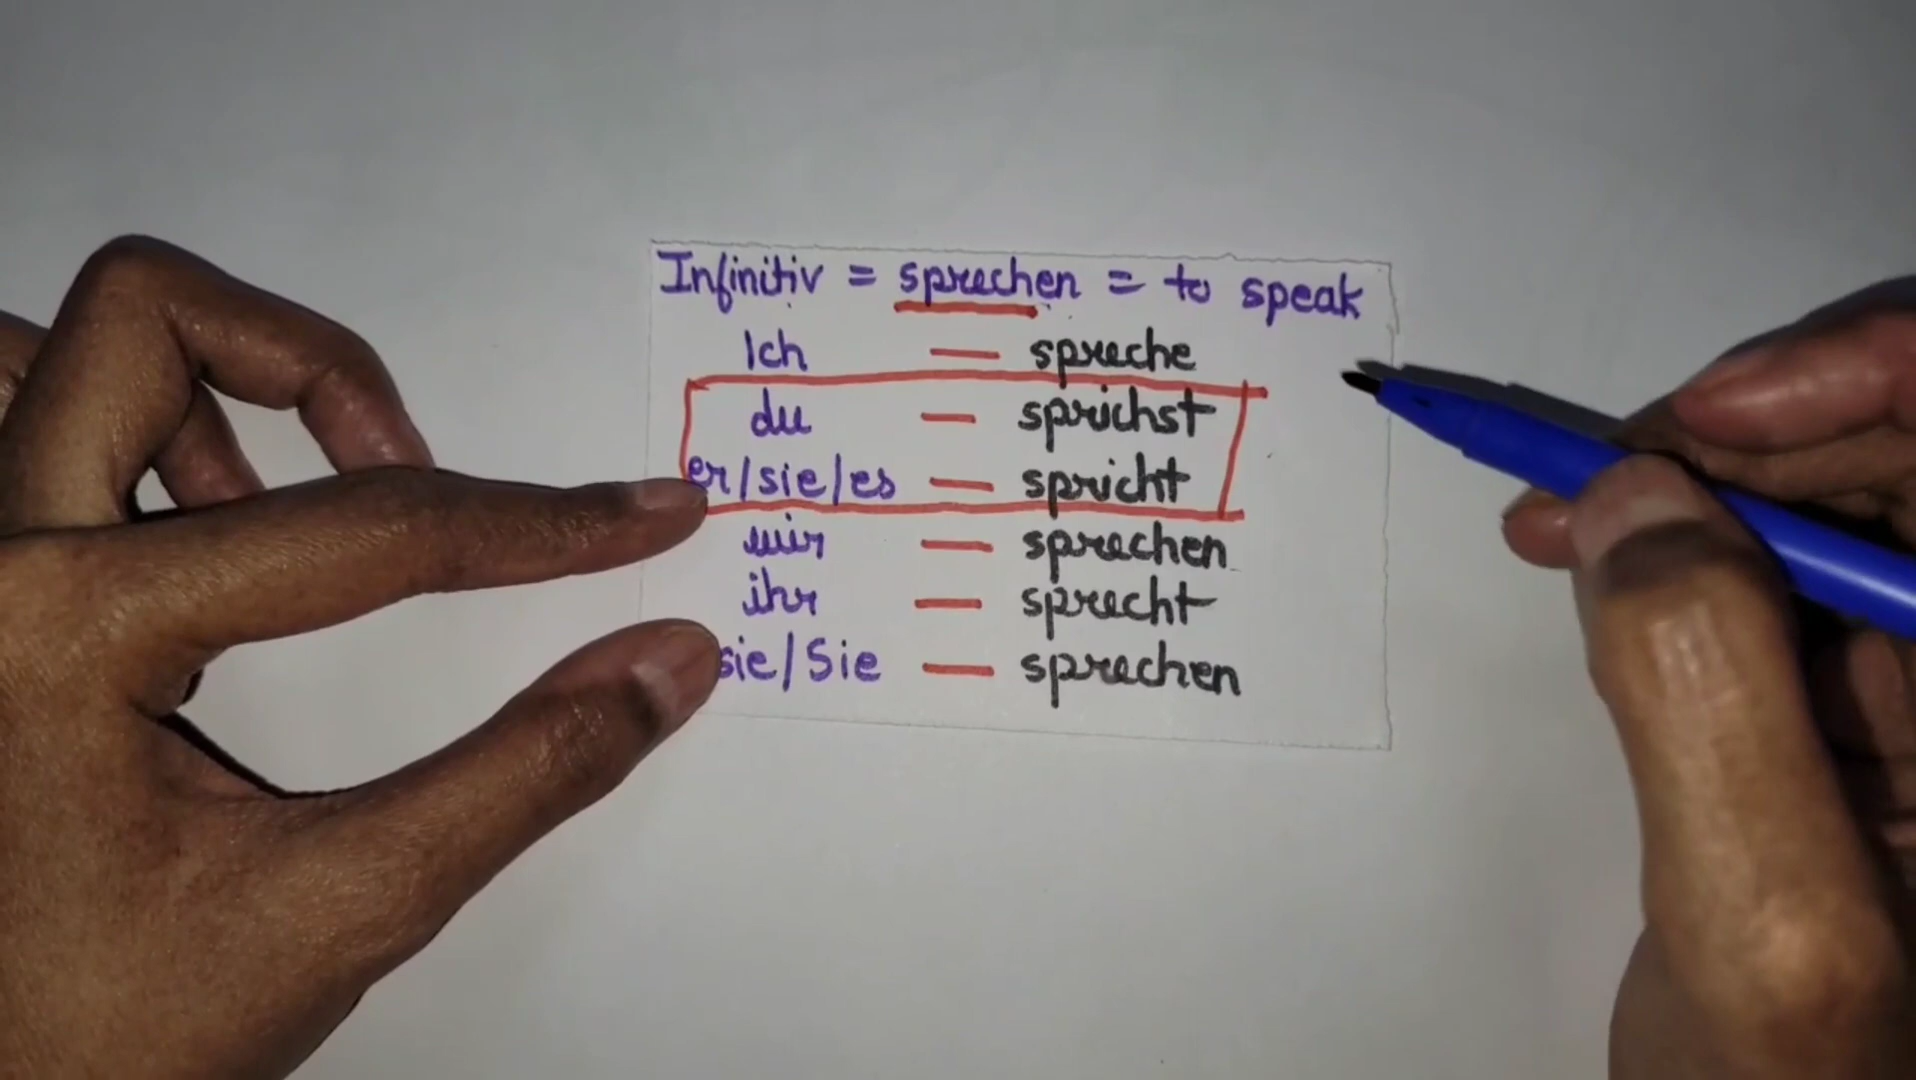 Infinitiv = sprechen = to speak
Ich — spreche
du — sprichst
er/sie/es — spricht
wir — sprechen
ihr — sprecht
sie/Sie — sprechen